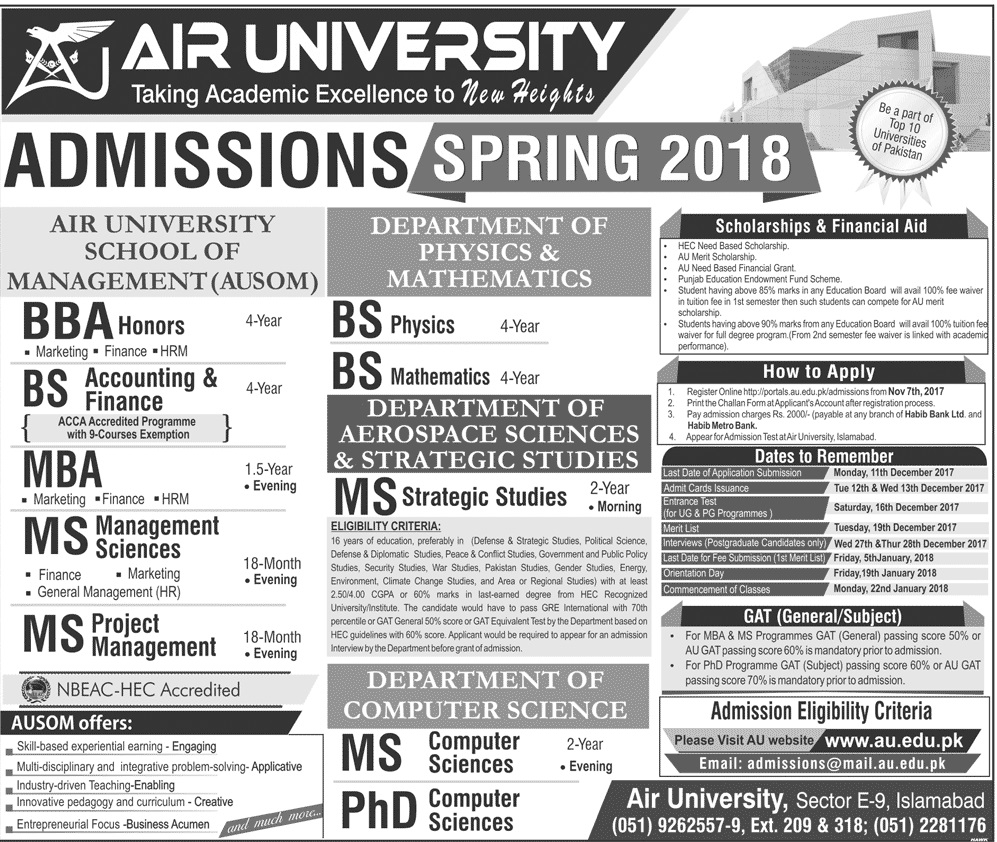 AIR UNIVERSITY
Taking Academic Excellence to New Heights
Be a part of
Top 10
Universities
of Pakistan
ADMISSIONS SPRING 2018
AIR UNIVERSITY
SCHOOL OF
MANAGEMENT (AUSOM)
BBA Honors 4-Year
▪ Marketing ▪ Finance ▪ HRM
BS Accounting &
Finance 4-Year
ACCA Accredited Programme
with 9-Courses Exemption
MBA 1.5-Year
• Evening
▪ Marketing ▪ Finance ▪ HRM
MS Management
Sciences 18-Month
• Evening
▪ Finance ▪ Marketing
▪ General Management (HR)
MS Project
Management 18-Month
• Evening
NBEAC-HEC Accredited
AUSOM offers:
Skill-based experiential earning - Engaging
Multi-disciplinary and integrative problem-solving- Applicative
Industry-driven Teaching-Enabling
Innovative pedagogy and curriculum - Creative
Entrepreneurial Focus -Business Acumen
and much more...
DEPARTMENT OF
PHYSICS &
MATHEMATICS
BS Physics 4-Year
BS Mathematics 4-Year
DEPARTMENT OF
AEROSPACE SCIENCES
& STRATEGIC STUDIES
MS Strategic Studies 2-Year
• Morning
ELIGIBILITY CRITERIA:
16 years of education, preferably in (Defense & Strategic Studies, Political Science,
Defense & Diplomatic Studies, Peace & Conflict Studies, Government and Public Policy
Studies, Security Studies, War Studies, Pakistan Studies, Gender Studies, Energy,
Environment, Climate Change Studies, and Area or Regional Studies) with at least
2.50/4.00 CGPA or 60% marks in last-earned degree from HEC Recognized
University/Institute. The candidate would have to pass GRE International with 70th
percentile or GAT General 50% score or GAT Equivalent Test by the Department based on
HEC guidelines with 60% score. Applicant would be required to appear for an admission
Interview by the Department before grant of admission.
DEPARTMENT OF
COMPUTER SCIENCE
MS Computer
Sciences 2-Year
• Evening
PhD Computer
Sciences
Scholarships & Financial Aid
• HEC Need Based Scholarship.
• AU Merit Scholarship.
• AU Need Based Financial Grant.
• Punjab Education Endowment Fund Scheme.
• Student having above 85% marks in any Education Board will avail 100% fee waiver
in tuition fee in 1st semester then such students can compete for AU merit
scholarship.
• Students having above 90% marks from any Education Board will avail 100% tuition fee
waiver for full degree program.(From 2nd semester fee waiver is linked with academic
performance).
How to Apply
1. Register Online http://portals.au.edu.pk/admissions from Nov 7th, 2017
2. Print the Challan Form at Applicant's Account after registration process.
3. Pay admission charges Rs. 2000/- (payable at any branch of Habib Bank Ltd. and
Habib Metro Bank.
4. Appear for Admission Test at Air University, Islamabad.
Dates to Remember
Last Date of Application Submission Monday, 11th December 2017
Admit Cards Issuance Tue 12th & Wed 13th December 2017
Entrance Test
(for UG & PG Programmes ) Saturday, 16th December 2017
Merit List Tuesday, 19th December 2017
Interviews (Postgraduate Candidates only) Wed 27th &Thur 28th December 2017
Last Date for Fee Submission (1st Merit List) Friday, 5thJanuary, 2018
Orientation Day Friday,19th January 2018
Commencement of Classes Monday, 22nd January 2018
GAT (General/Subject)
• For MBA & MS Programmes GAT (General) passing score 50% or
AU GAT passing score 60% is mandatory prior to admission.
• For PhD Programme GAT (Subject) passing score 60% or AU GAT
passing score 70% is mandatory prior to admission.
Admission Eligibility Criteria
Please Visit AU website www.au.edu.pk
Email: admissions@mail.au.edu.pk
Air University, Sector E-9, Islamabad
(051) 9262557-9, Ext. 209 & 318; (051) 2281176
HAWK